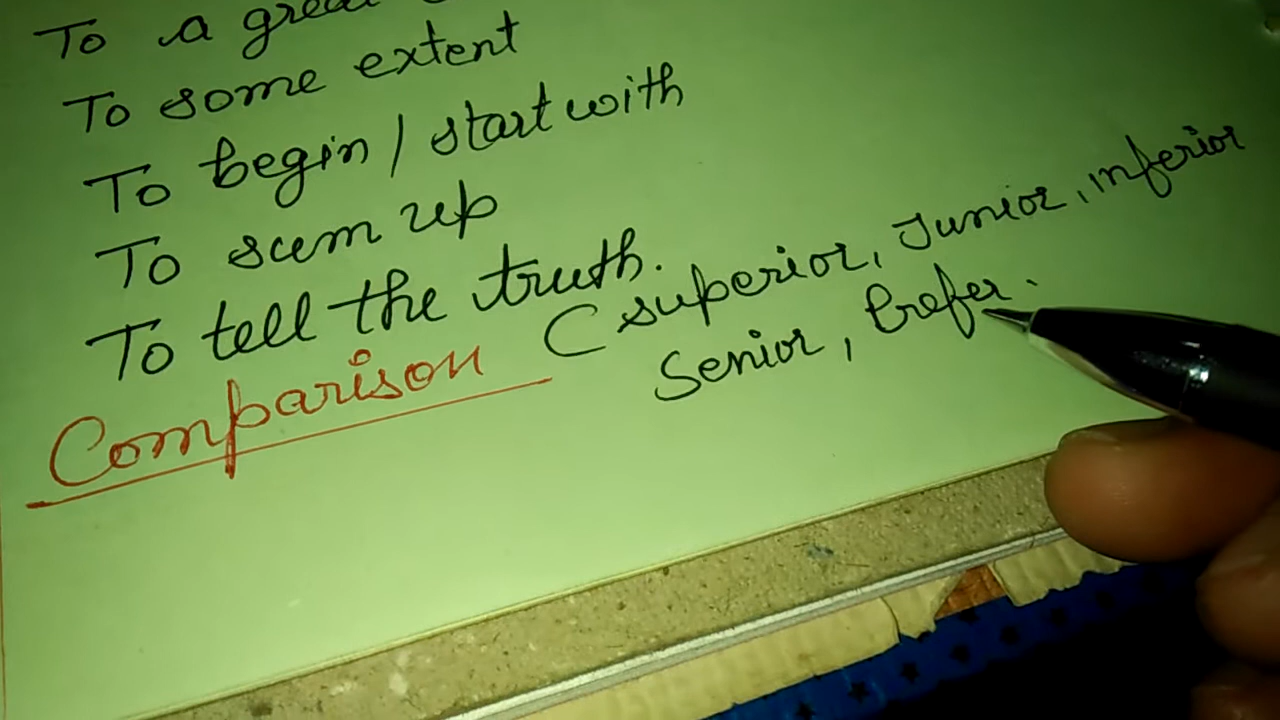 To a great
To some extent
To begin / start with
To sum up
To tell the truth.
Comparison (superior, Junior, inferior
Senior, Prefer.